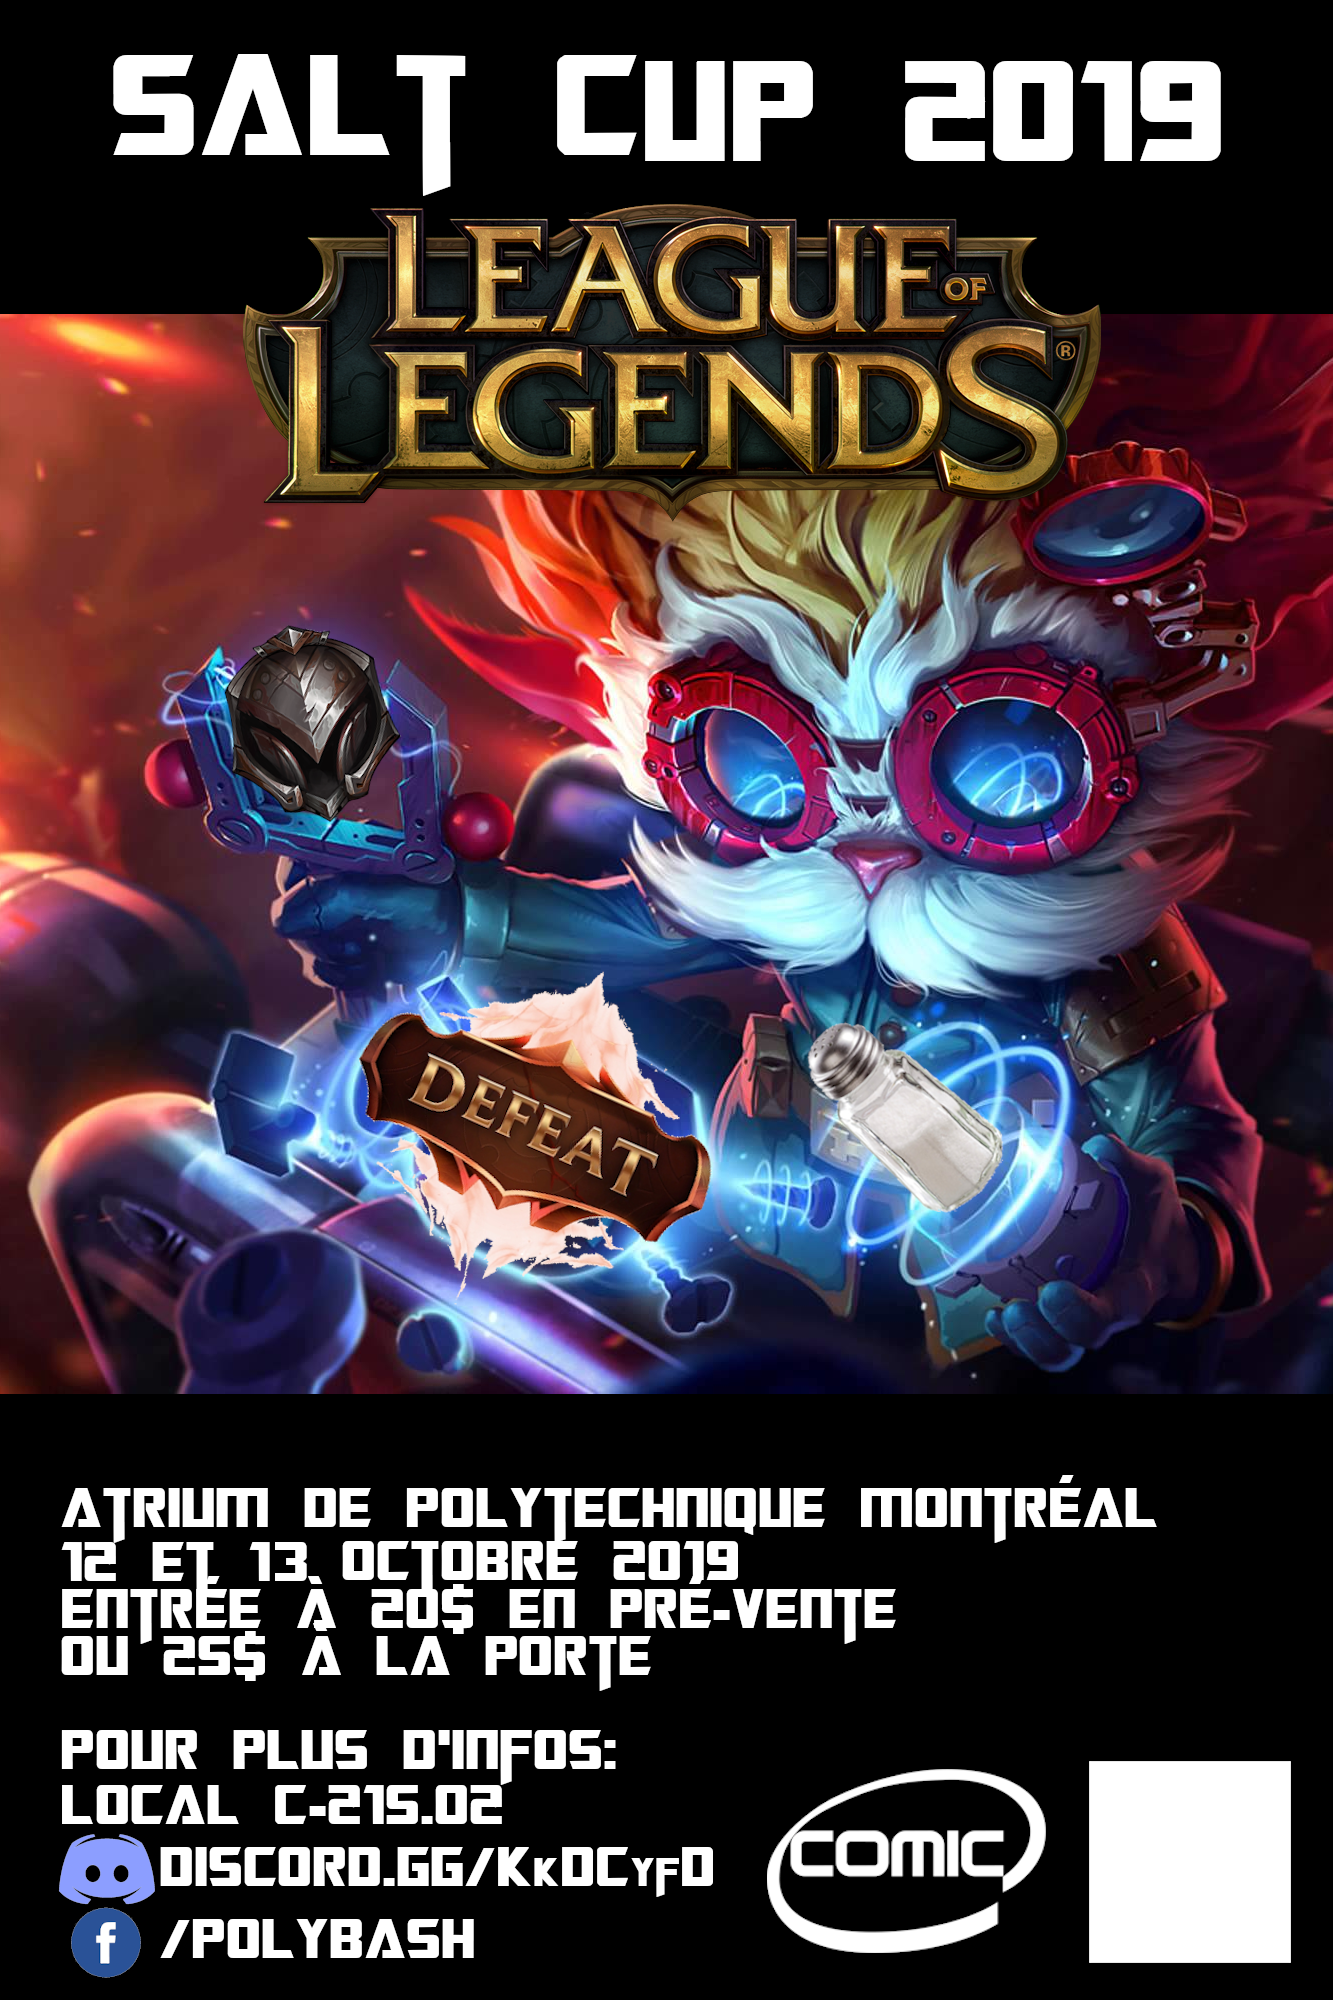 SALT CUP 2019
LEAGUE OF
LEGENDS®
DEFEAT
ATRIUM DE POLYTECHNIQUE MONTRÉAL
12 ET 13 OCTOBRE 2019
ENTRÉE À 20$ EN PRÉ-VENTE
OU 25$ À LA PORTE
POUR PLUS D'INFOS:
LOCAL C-215.02
DISCORD.GG/KkDCyfD
/POLYBASH
COMIC